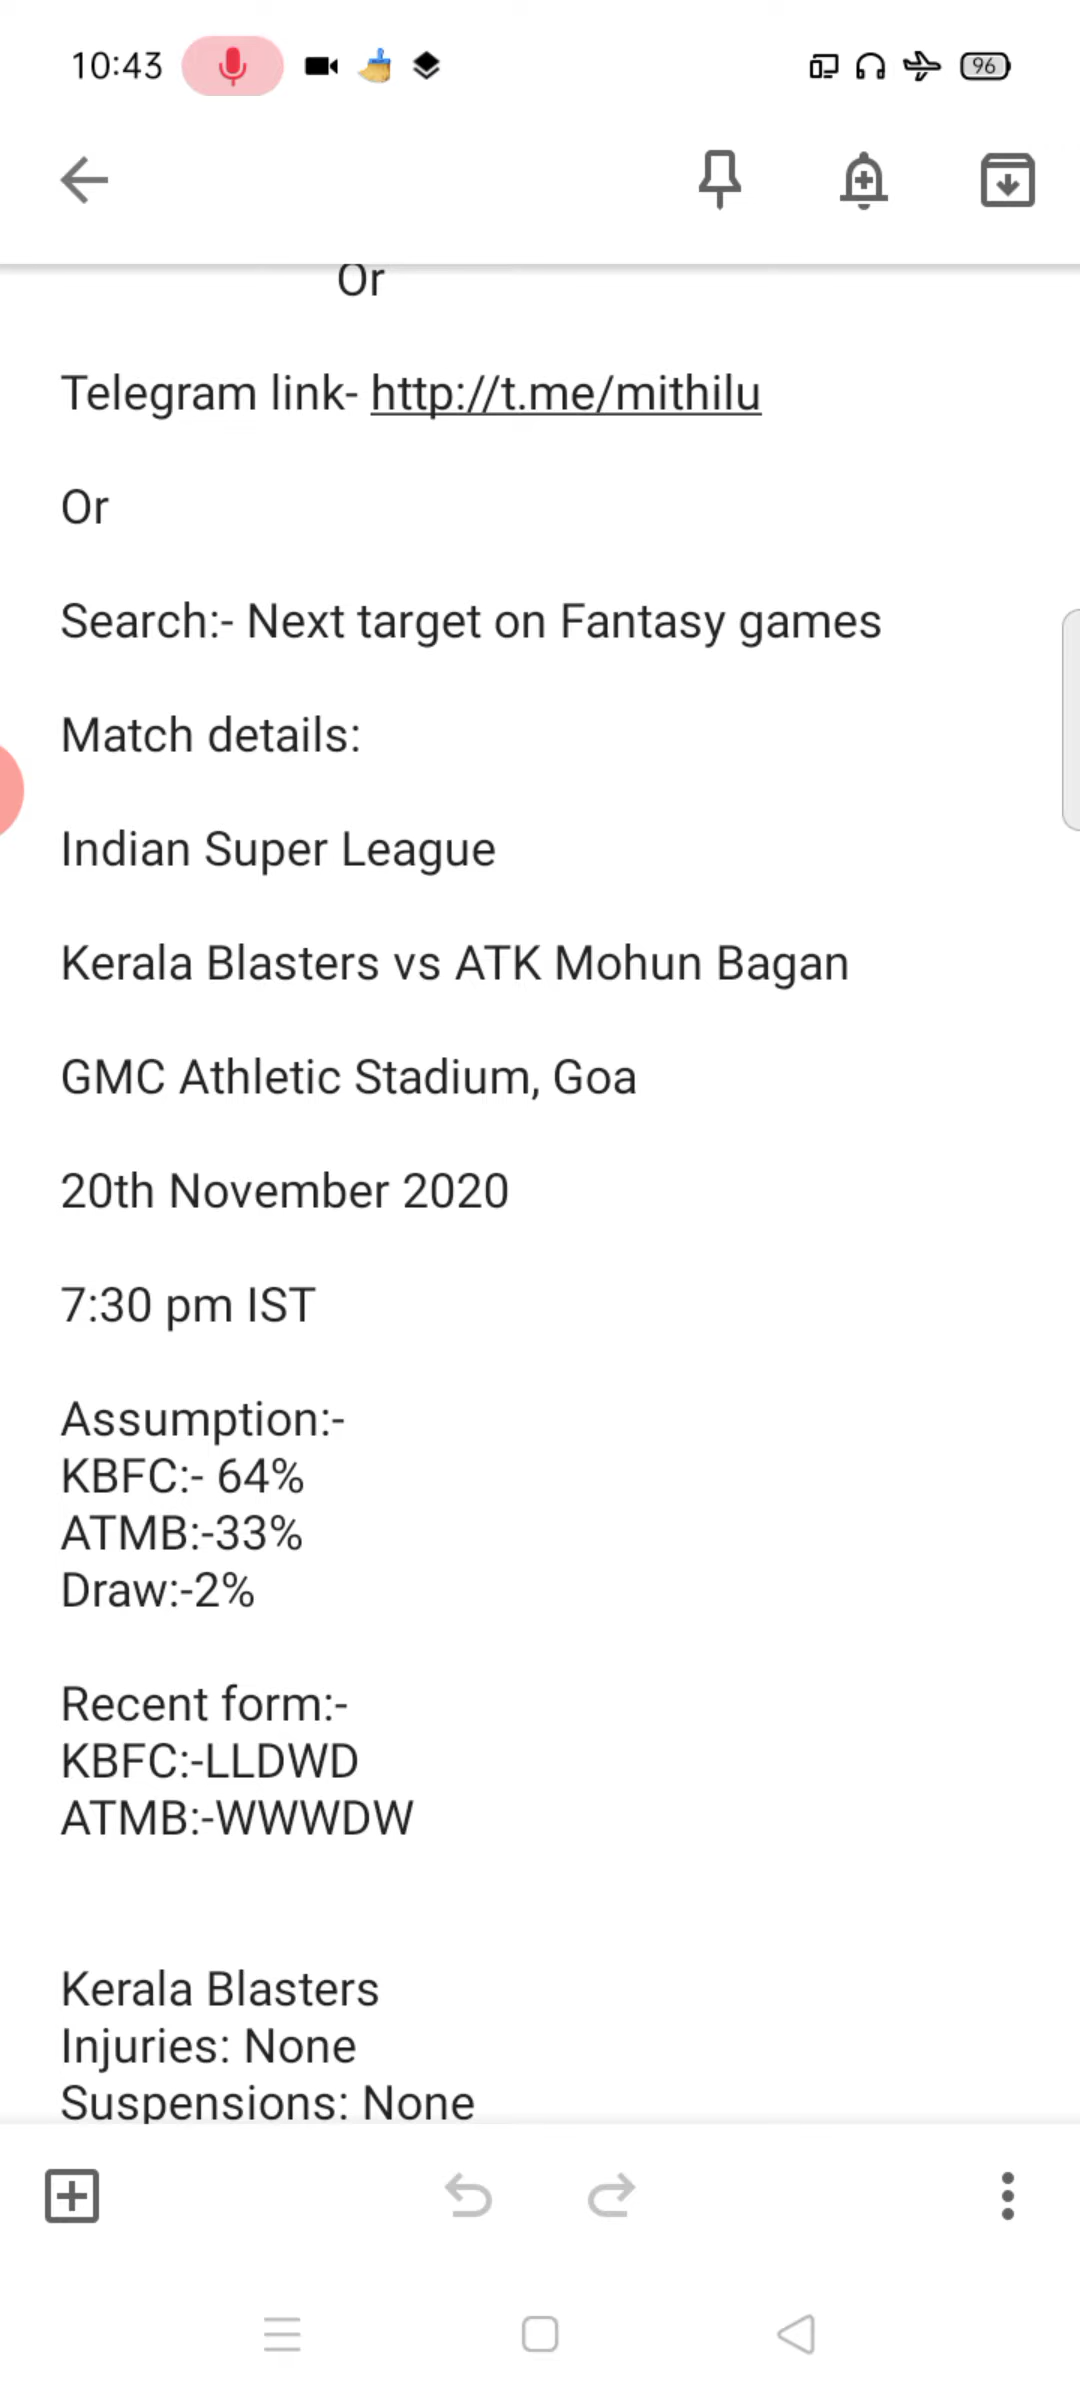 10:43
96
Or
Telegram link- http://t.me/mithilu
Or
Search:- Next target on Fantasy games
Match details:
Indian Super League
Kerala Blasters vs ATK Mohun Bagan
GMC Athletic Stadium, Goa
20th November 2020
7:30 pm IST
Assumption:-
KBFC:- 64%
ATMB:-33%
Draw:-2%
Recent form:-
KBFC:-LLDWD
ATMB:-WWWDW
Kerala Blasters
Injuries: None
Suspensions: None